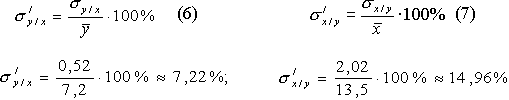 σ′y/x = σy/x / y̅ · 100% (6) σ′x/y = σx/y / x̅ · 100% (7)
σ′y/x = 0,52 / 7,2 · 100% ≈ 7,22%; σ′x/y = 2,02 / 13,5 · 100% ≈ 14,96%